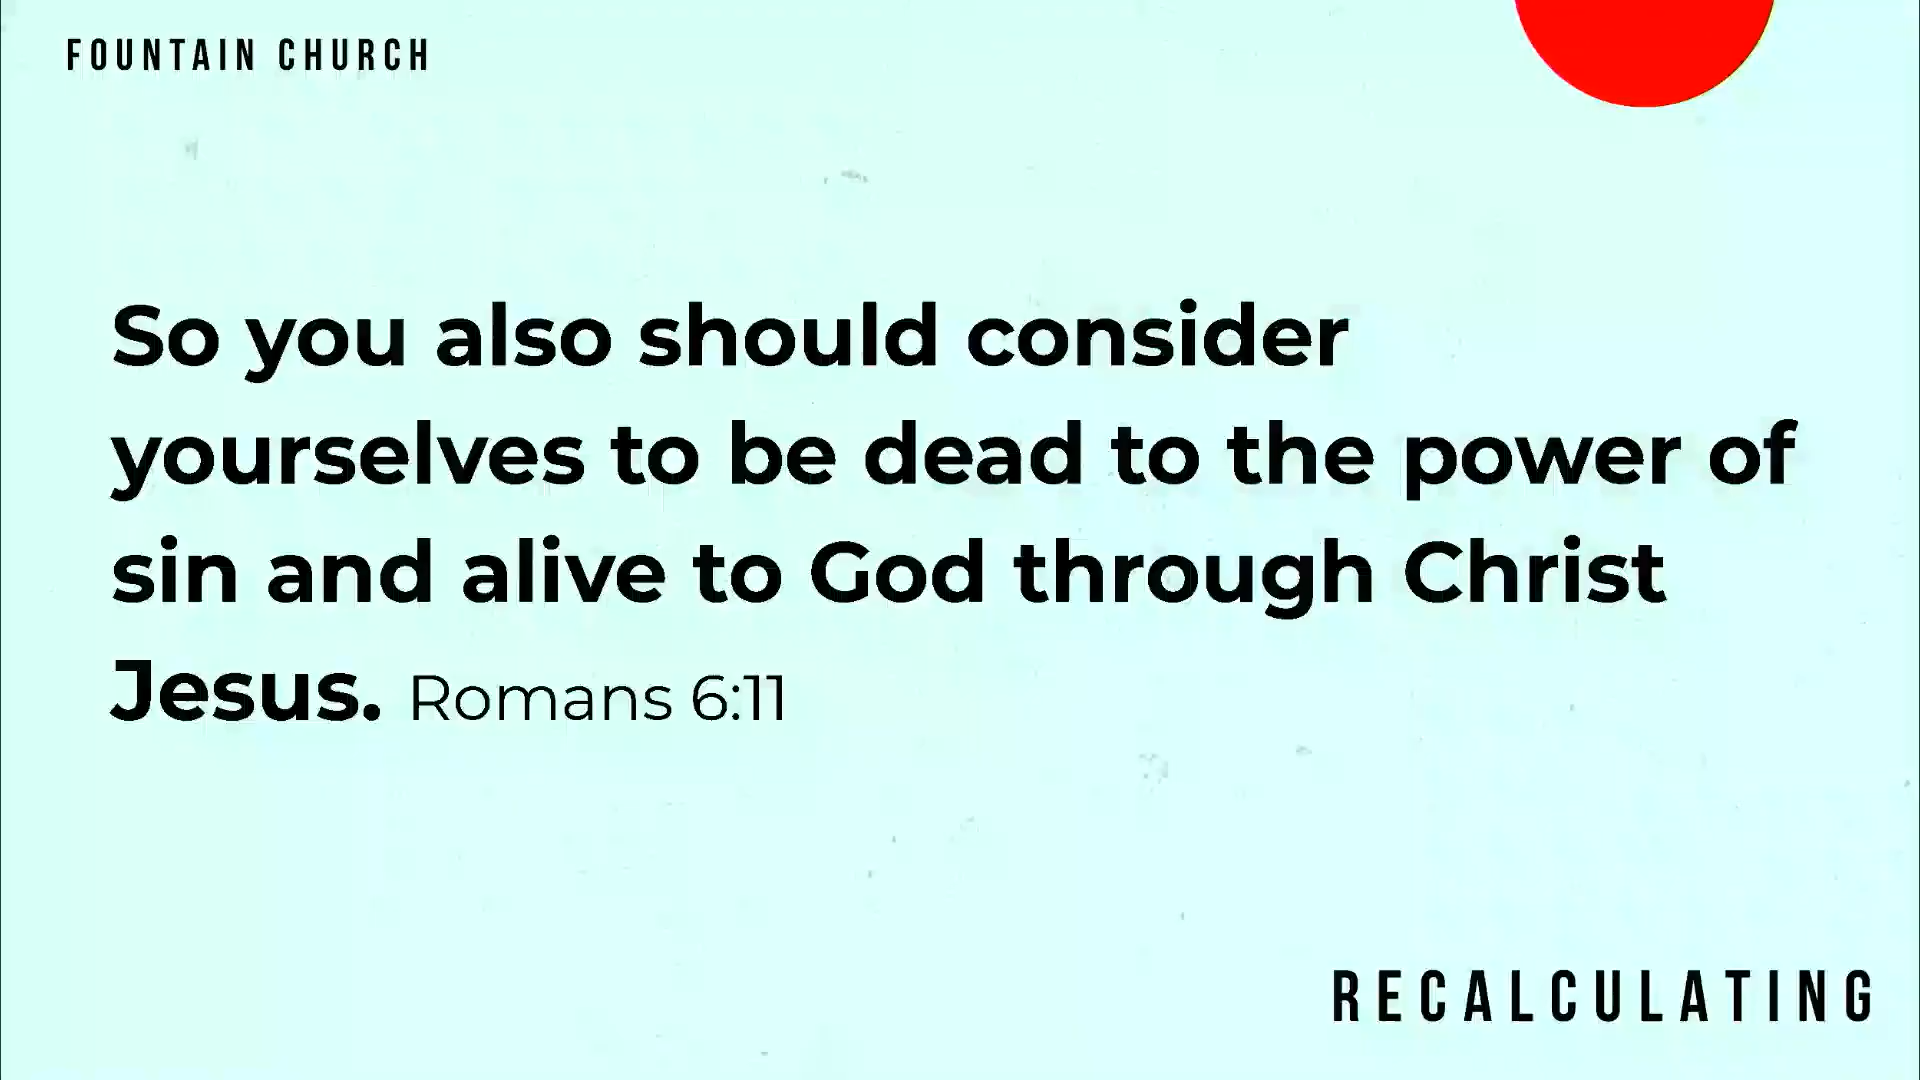 FOUNTAIN CHURCH
So you also should consider
yourselves to be dead to the power of
sin and alive to God through Christ
Jesus. Romans 6:11
RECALCULATING